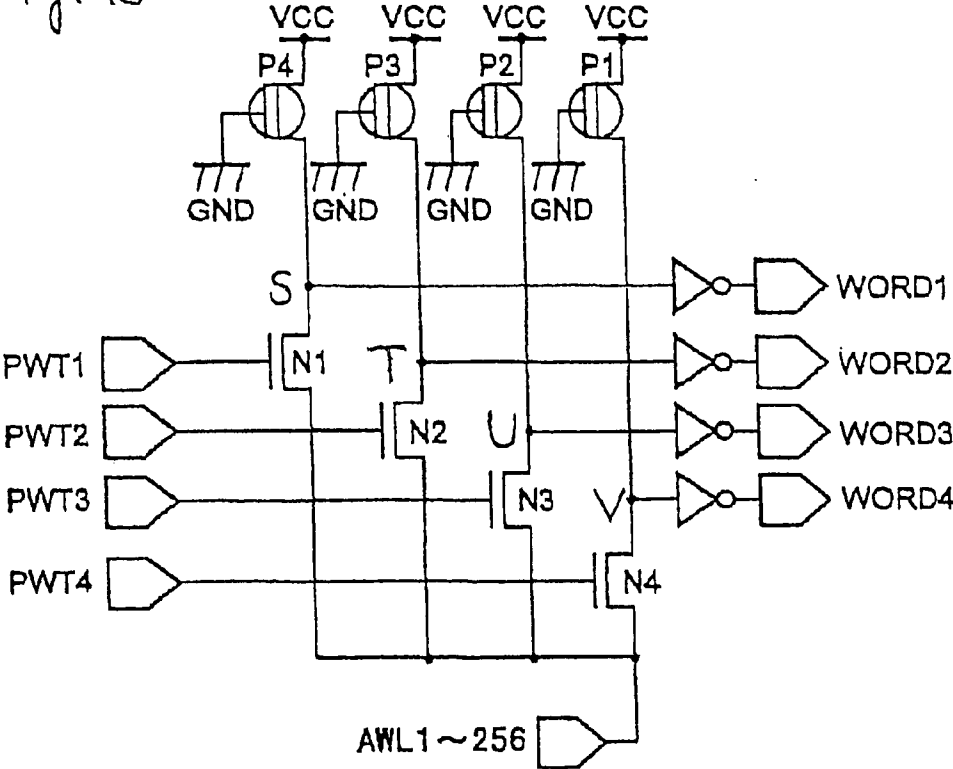 VCC VCC VCC VCC
P4 P3 P2 P1
GND GND GND GND
S
WORD1
PWT1 N1 T
WORD2
PWT2 N2 U
WORD3
PWT3 N3 V
WORD4
PWT4 N4
AWL1～256